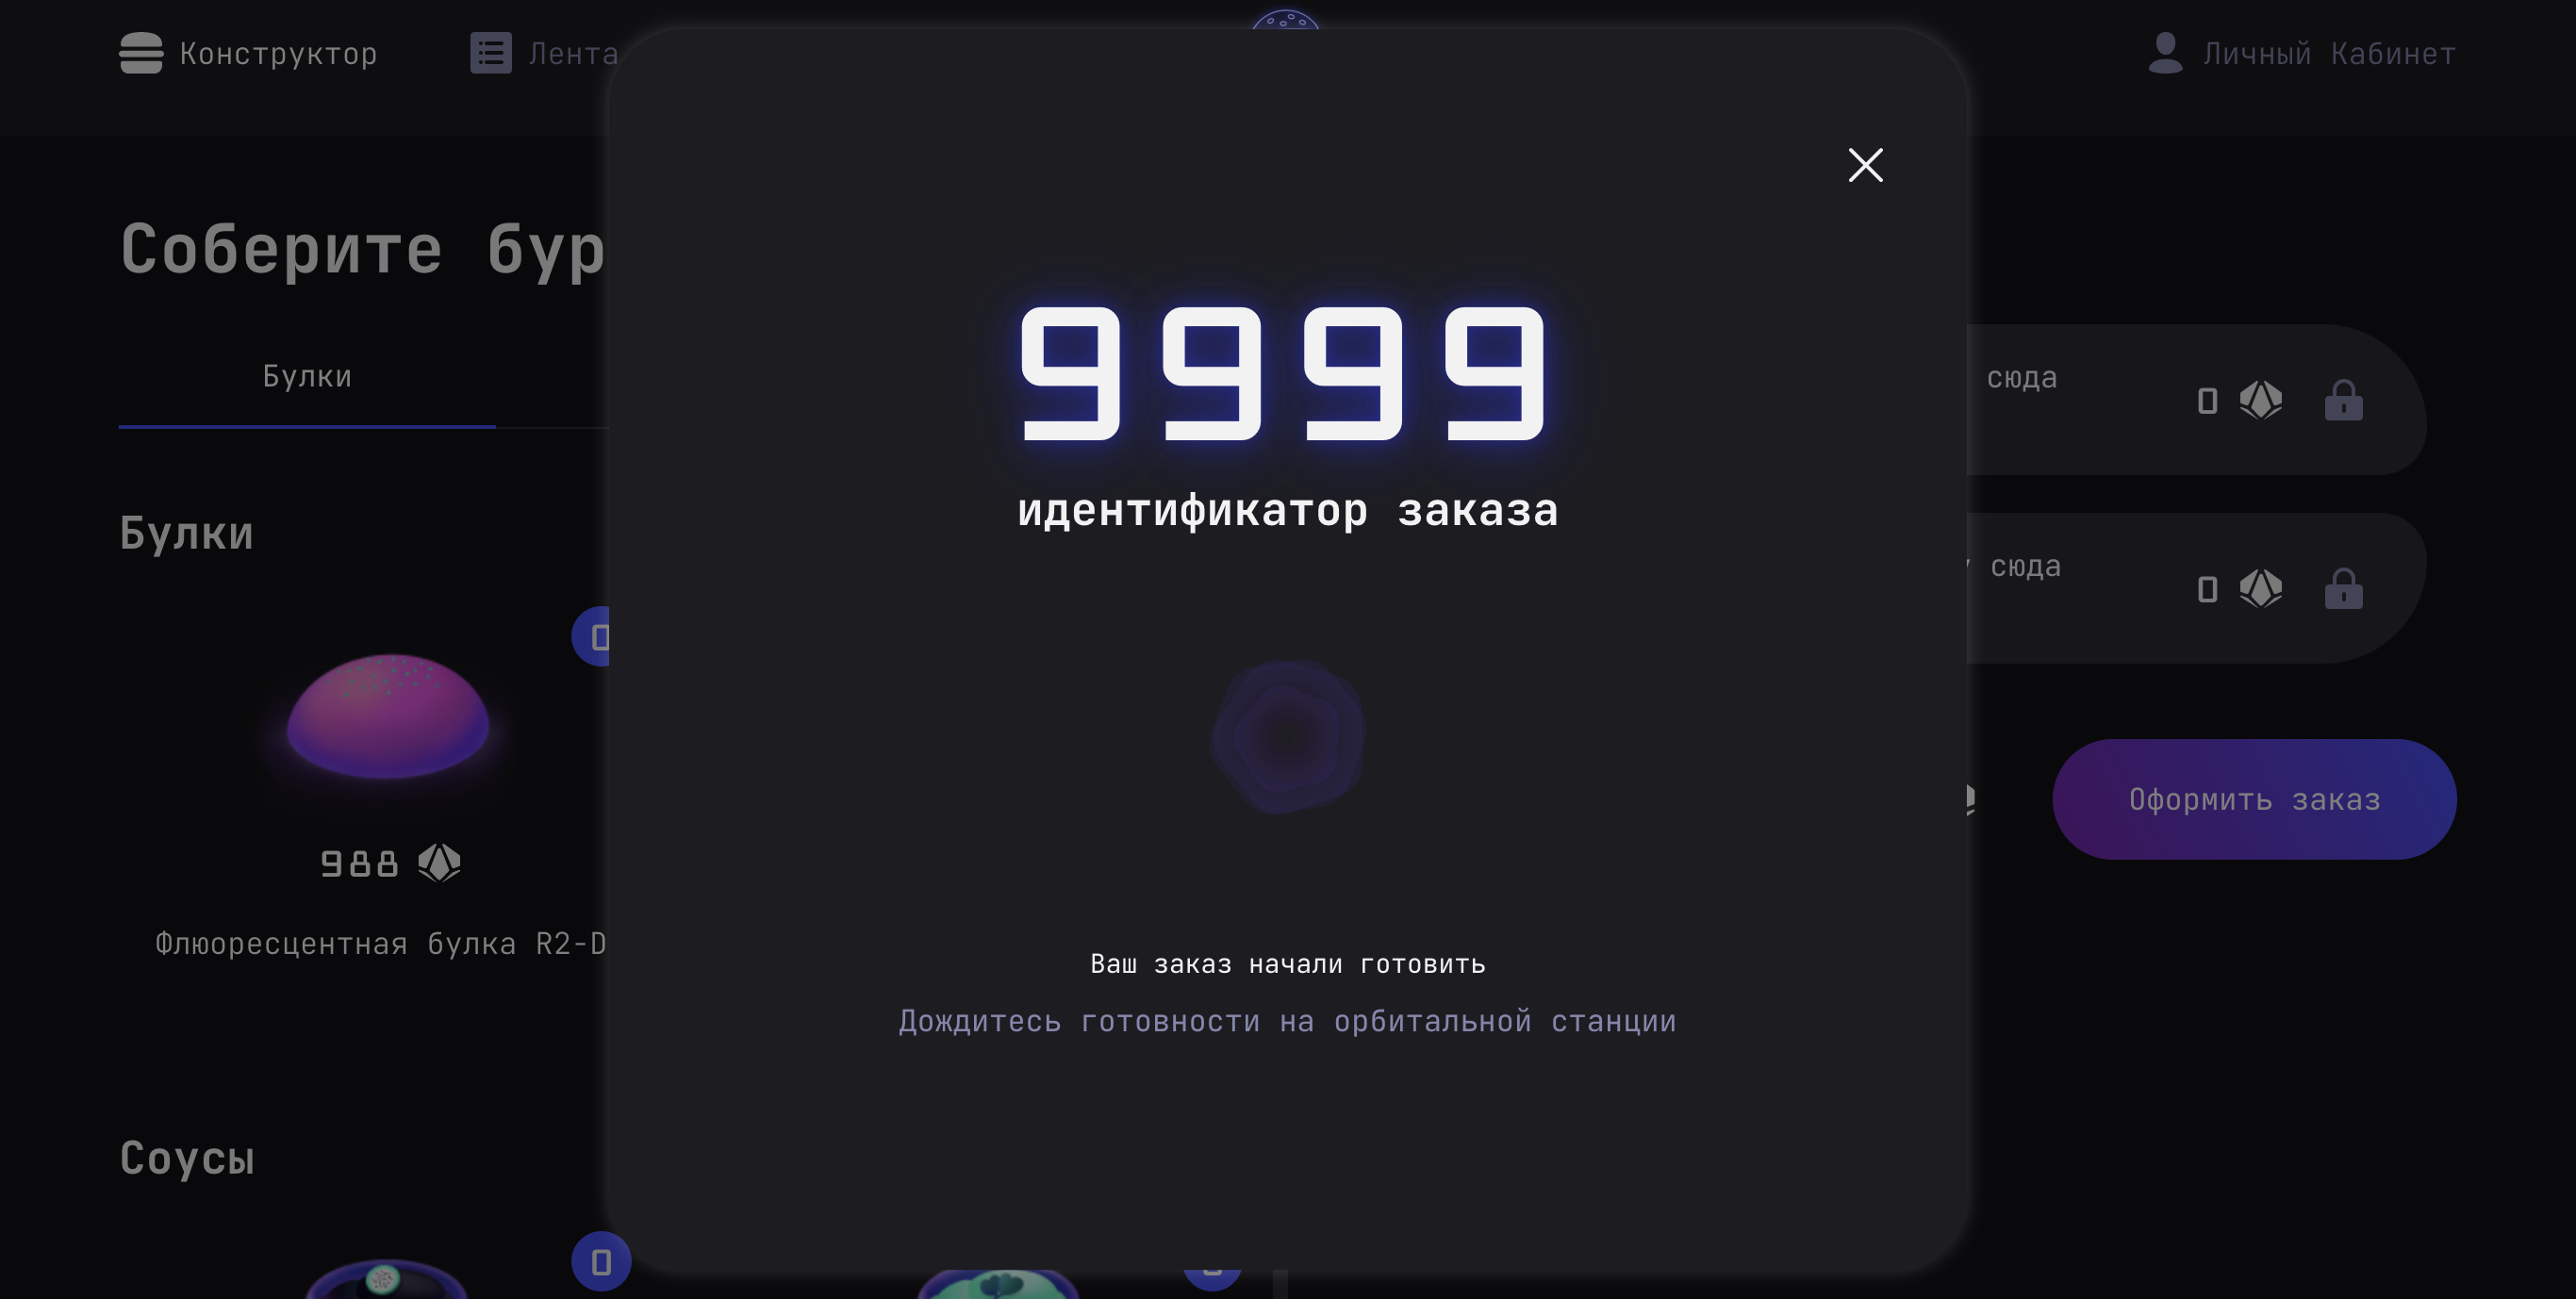 Конструктор
Лента
Личный Кабинет
Соберите бур
Булки
Булки
0
988
Флюоресцентная булка R2-D
Соусы
0
9999
идентификатор заказа
Ваш заказ начали готовить
Дождитесь готовности на орбитальной станции
сюда
0
сюда
0
Оформить заказ